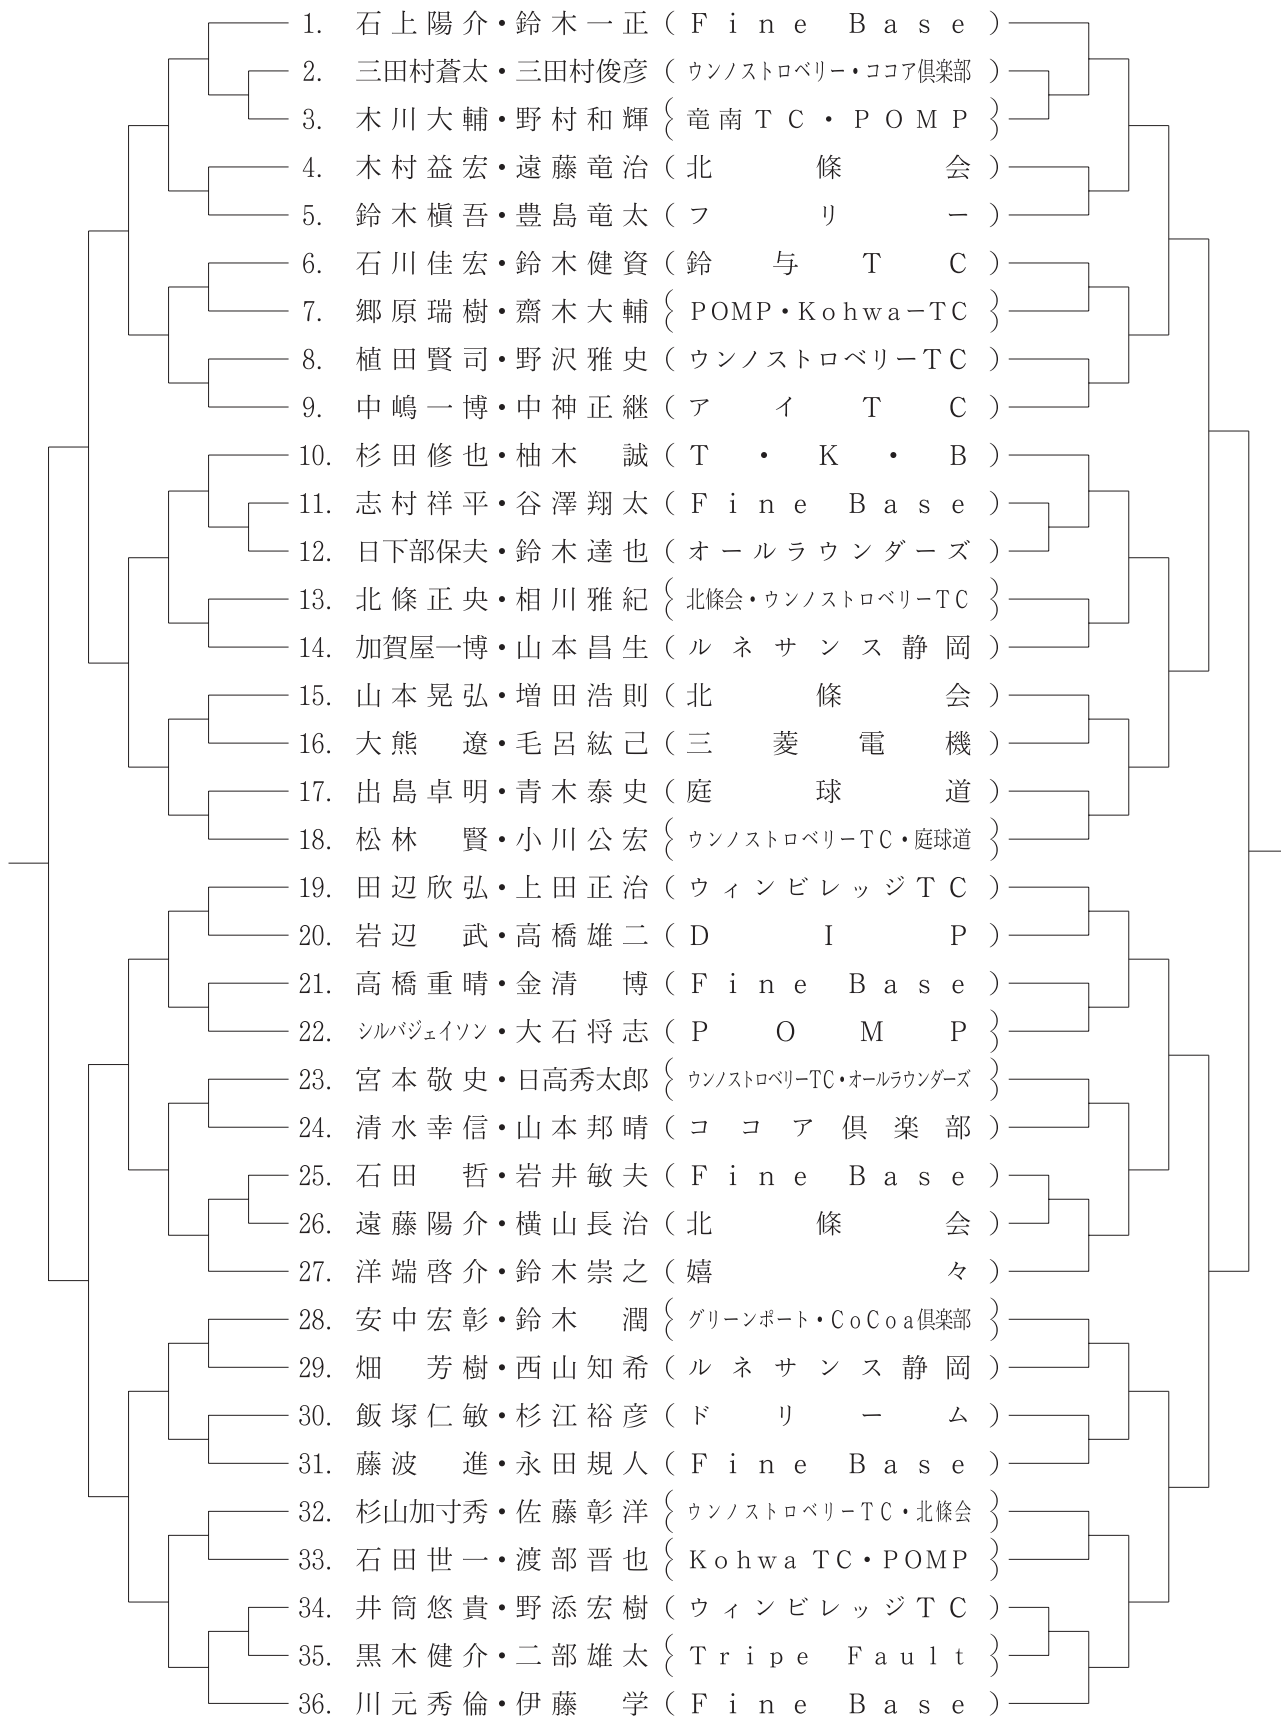 1. 石上陽介・鈴木一正（Fine Base）
2. 三田村蒼太・三田村俊彦（ウンノストロベリー・ココア倶楽部）
3. 木川大輔・野村和輝｛竜南TC・POMP｝
4. 木村益宏・遠藤竜治（北條会）
5. 鈴木槇吾・豊島竜太（フリー）
6. 石川佳宏・鈴木健資（鈴与TC）
7. 郷原瑞樹・齋木大輔｛POMP・KohwaーTC｝
8. 植田賢司・野沢雅史（ウンノストロベリーTC）
9. 中嶋一博・中神正継（アイTC）
10. 杉田修也・柚木　誠（T・K・B）
11. 志村祥平・谷澤翔太（Fine Base）
12. 日下部保夫・鈴木達也（オールラウンダーズ）
13. 北條正央・相川雅紀｛北條会・ウンノストロベリーTC｝
14. 加賀屋一博・山本昌生（ルネサンス静岡）
15. 山本晃弘・増田浩則（北條会）
16. 大熊　遼・毛呂紘己（三菱電機）
17. 出島卓明・青木泰史（庭球道）
18. 松林　賢・小川公宏｛ウンノストロベリーTC・庭球道｝
19. 田辺欣弘・上田正治（ウィンビレッジTC）
20. 岩辺　武・高橋雄二（DIP）
21. 高橋重晴・金清　博（Fine Base）
22. シルバジェイソン・大石将志（POMP｝
23. 宮本敬史・日高秀太郎｛ウンノストロベリーTC・オールラウンダーズ｝
24. 清水幸信・山本邦晴（ココア倶楽部）
25. 石田　哲・岩井敏夫（Fine Base）
26. 遠藤陽介・横山長治（北條会）
27. 洋端啓介・鈴木崇之（嬉々）
28. 安中宏彰・鈴木　潤｛グリーンポート・CoCoa倶楽部｝
29. 畑　芳樹・西山知希（ルネサンス静岡）
30. 飯塚仁敏・杉江裕彦（ドリーム）
31. 藤波　進・永田規人（Fine Base）
32. 杉山加寸秀・佐藤彰洋｛ウンノストロベリーTC・北條会｝
33. 石田世一・渡部晋也｛Kohwa TC・POMP｝
34. 井筒悠貴・野添宏樹（ウィンビレッジTC）
35. 黒木健介・二部雄太｛Tripe Fault｝
36. 川元秀倫・伊藤　学（Fine Base）